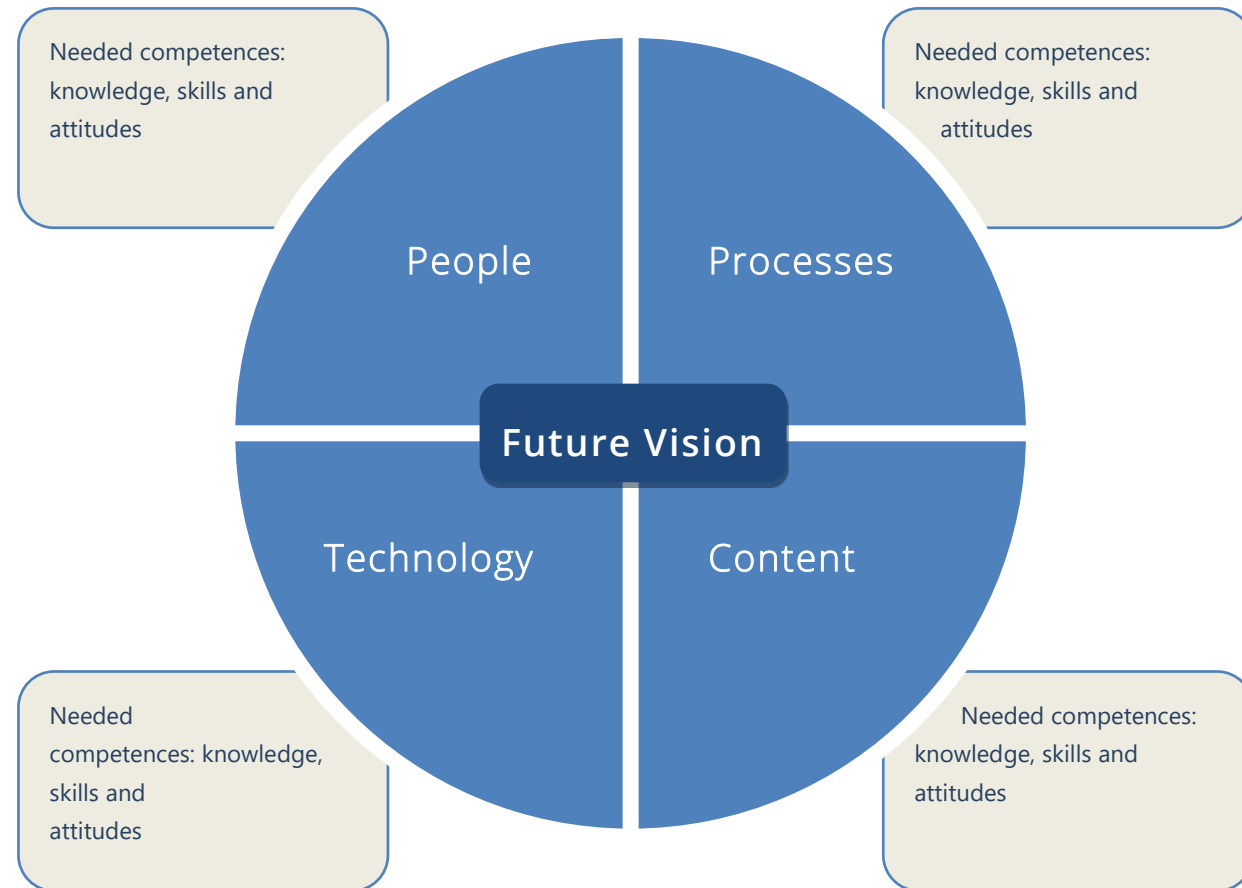 Needed competences:
knowledge, skills and
attitudes
Needed competences:
knowledge, skills and
attitudes
People
Processes
Future Vision
Technology
Content
Needed
competences: knowledge,
skills and
attitudes
Needed competences:
knowledge, skills and
attitudes